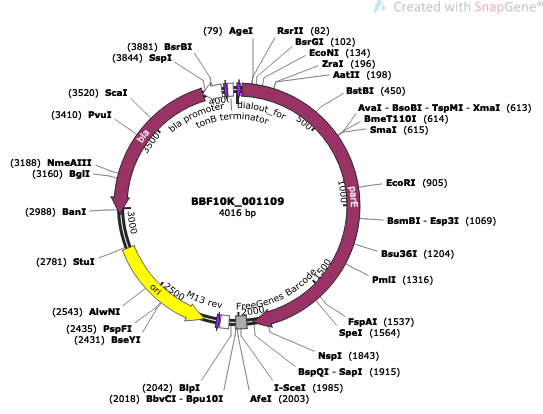 Created with SnapGene®
(79) AgeI
RsrII (82)
BsrGI (102)
EcoNI (134)
ZraI (196)
AatII (198)
BstBI (450)
AvaI - BsoBI - TspMI - XmaI (613)
BmeT110I (614)
SmaI (615)
EcoRI (905)
BsmBI - Esp3I (1069)
Bsu36I (1204)
PmlI (1316)
FspAI (1537)
SpeI (1564)
NspI (1843)
BspQI - SapI (1915)
I-SceI (1985)
AfeI (2003)
(2018) BbvCI - Bpu10I
(2042) BlpI
(2431) BseYI
(2435) PspFI
(2543) AlwNI
(2781) StuI
(2988) BanI
(3160) BglI
(3188) NmeAIII
(3410) PvuI
(3520) ScaI
(3844) SspI
(3881) BsrBI
bla promoter
tonB terminator
dialout_for
parE
FreeGenes Barcode
M13 rev
ori
bla
500
1000
1500
2000
2500
3000
3500
4000
BBF10K_001109
4016 bp